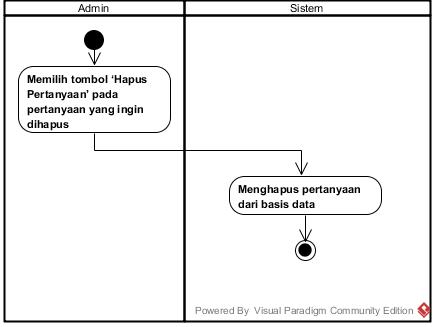 Admin
Sistem
Memilih tombol ‘Hapus
Pertanyaan’ pada
pertanyaan yang ingin
dihapus
Menghapus pertanyaan
dari basis data
Powered By Visual Paradigm Community Edition